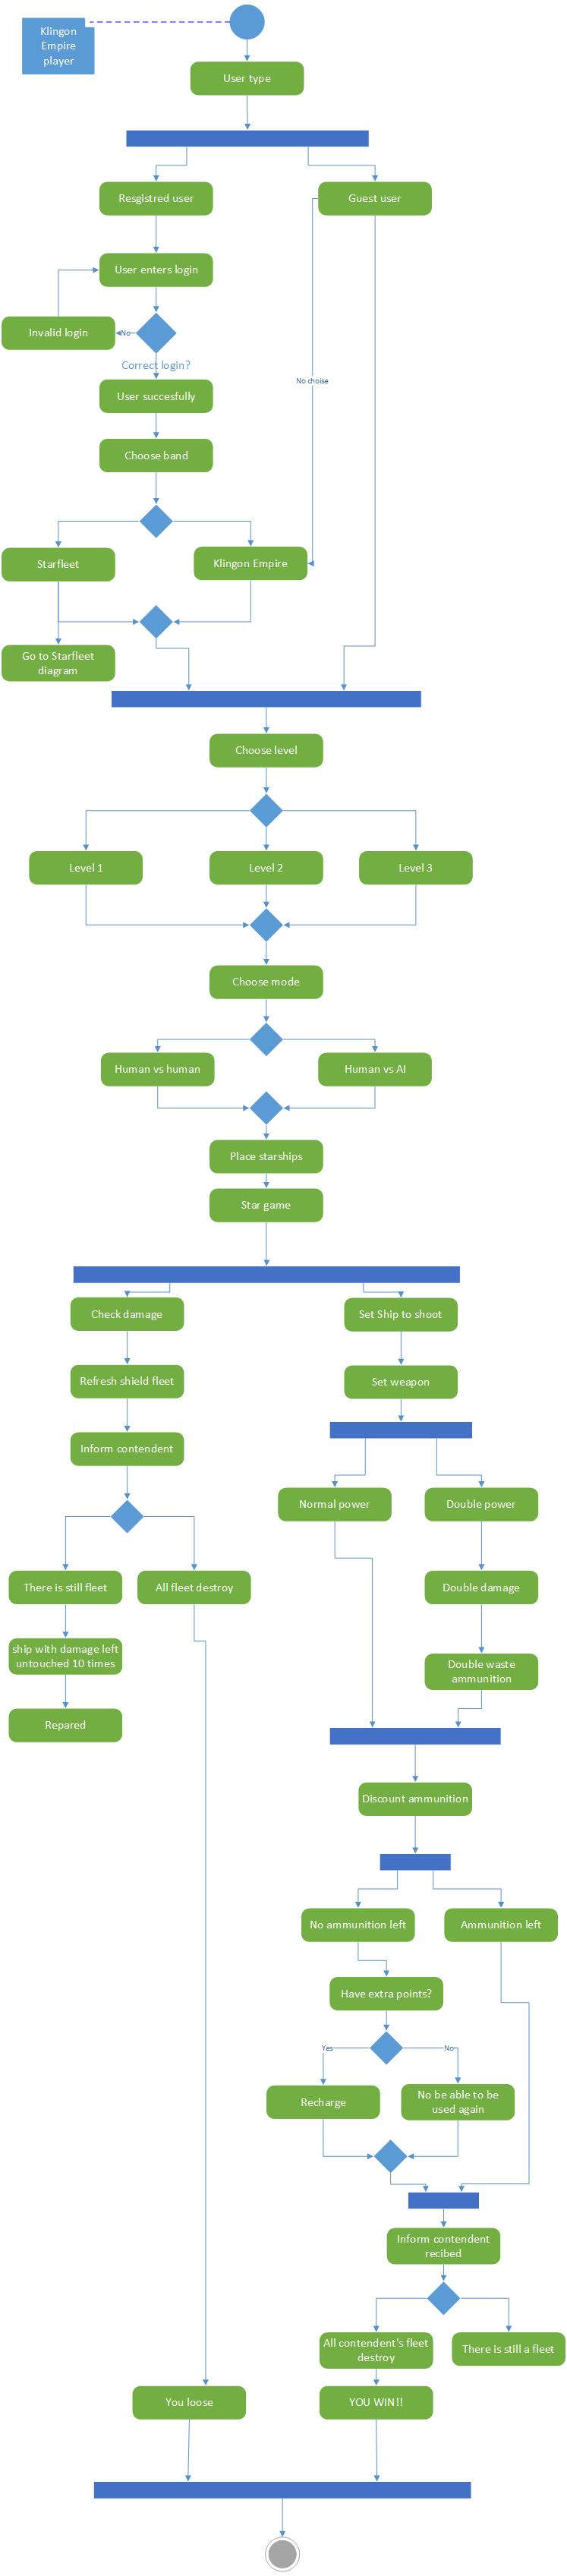 Klingon
Empire
player
User type
Resgistred user
Guest user
User enters login
Invalid login
No
Correct login?
No choise
User succesfully
Choose band
Starfleet
Klingon Empire
Go to Starfleet
diagram
Choose level
Level 1
Level 2
Level 3
Choose mode
Human vs human
Human vs AI
Place starships
Star game
Check damage
Set Ship to shoot
Refresh shield fleet
Set weapon
Inform contendent
Normal power
Double power
There is still fleet
All fleet destroy
Double damage
ship with damage left
untouched 10 times
Double waste
ammunition
Repared
Discount ammunition
No ammunition left
Ammunition left
Have extra points?
Yes
No
Recharge
No be able to be
used again
Inform contendent
recibed
All contendent's fleet
destroy
There is still a fleet
You loose
YOU WIN!!